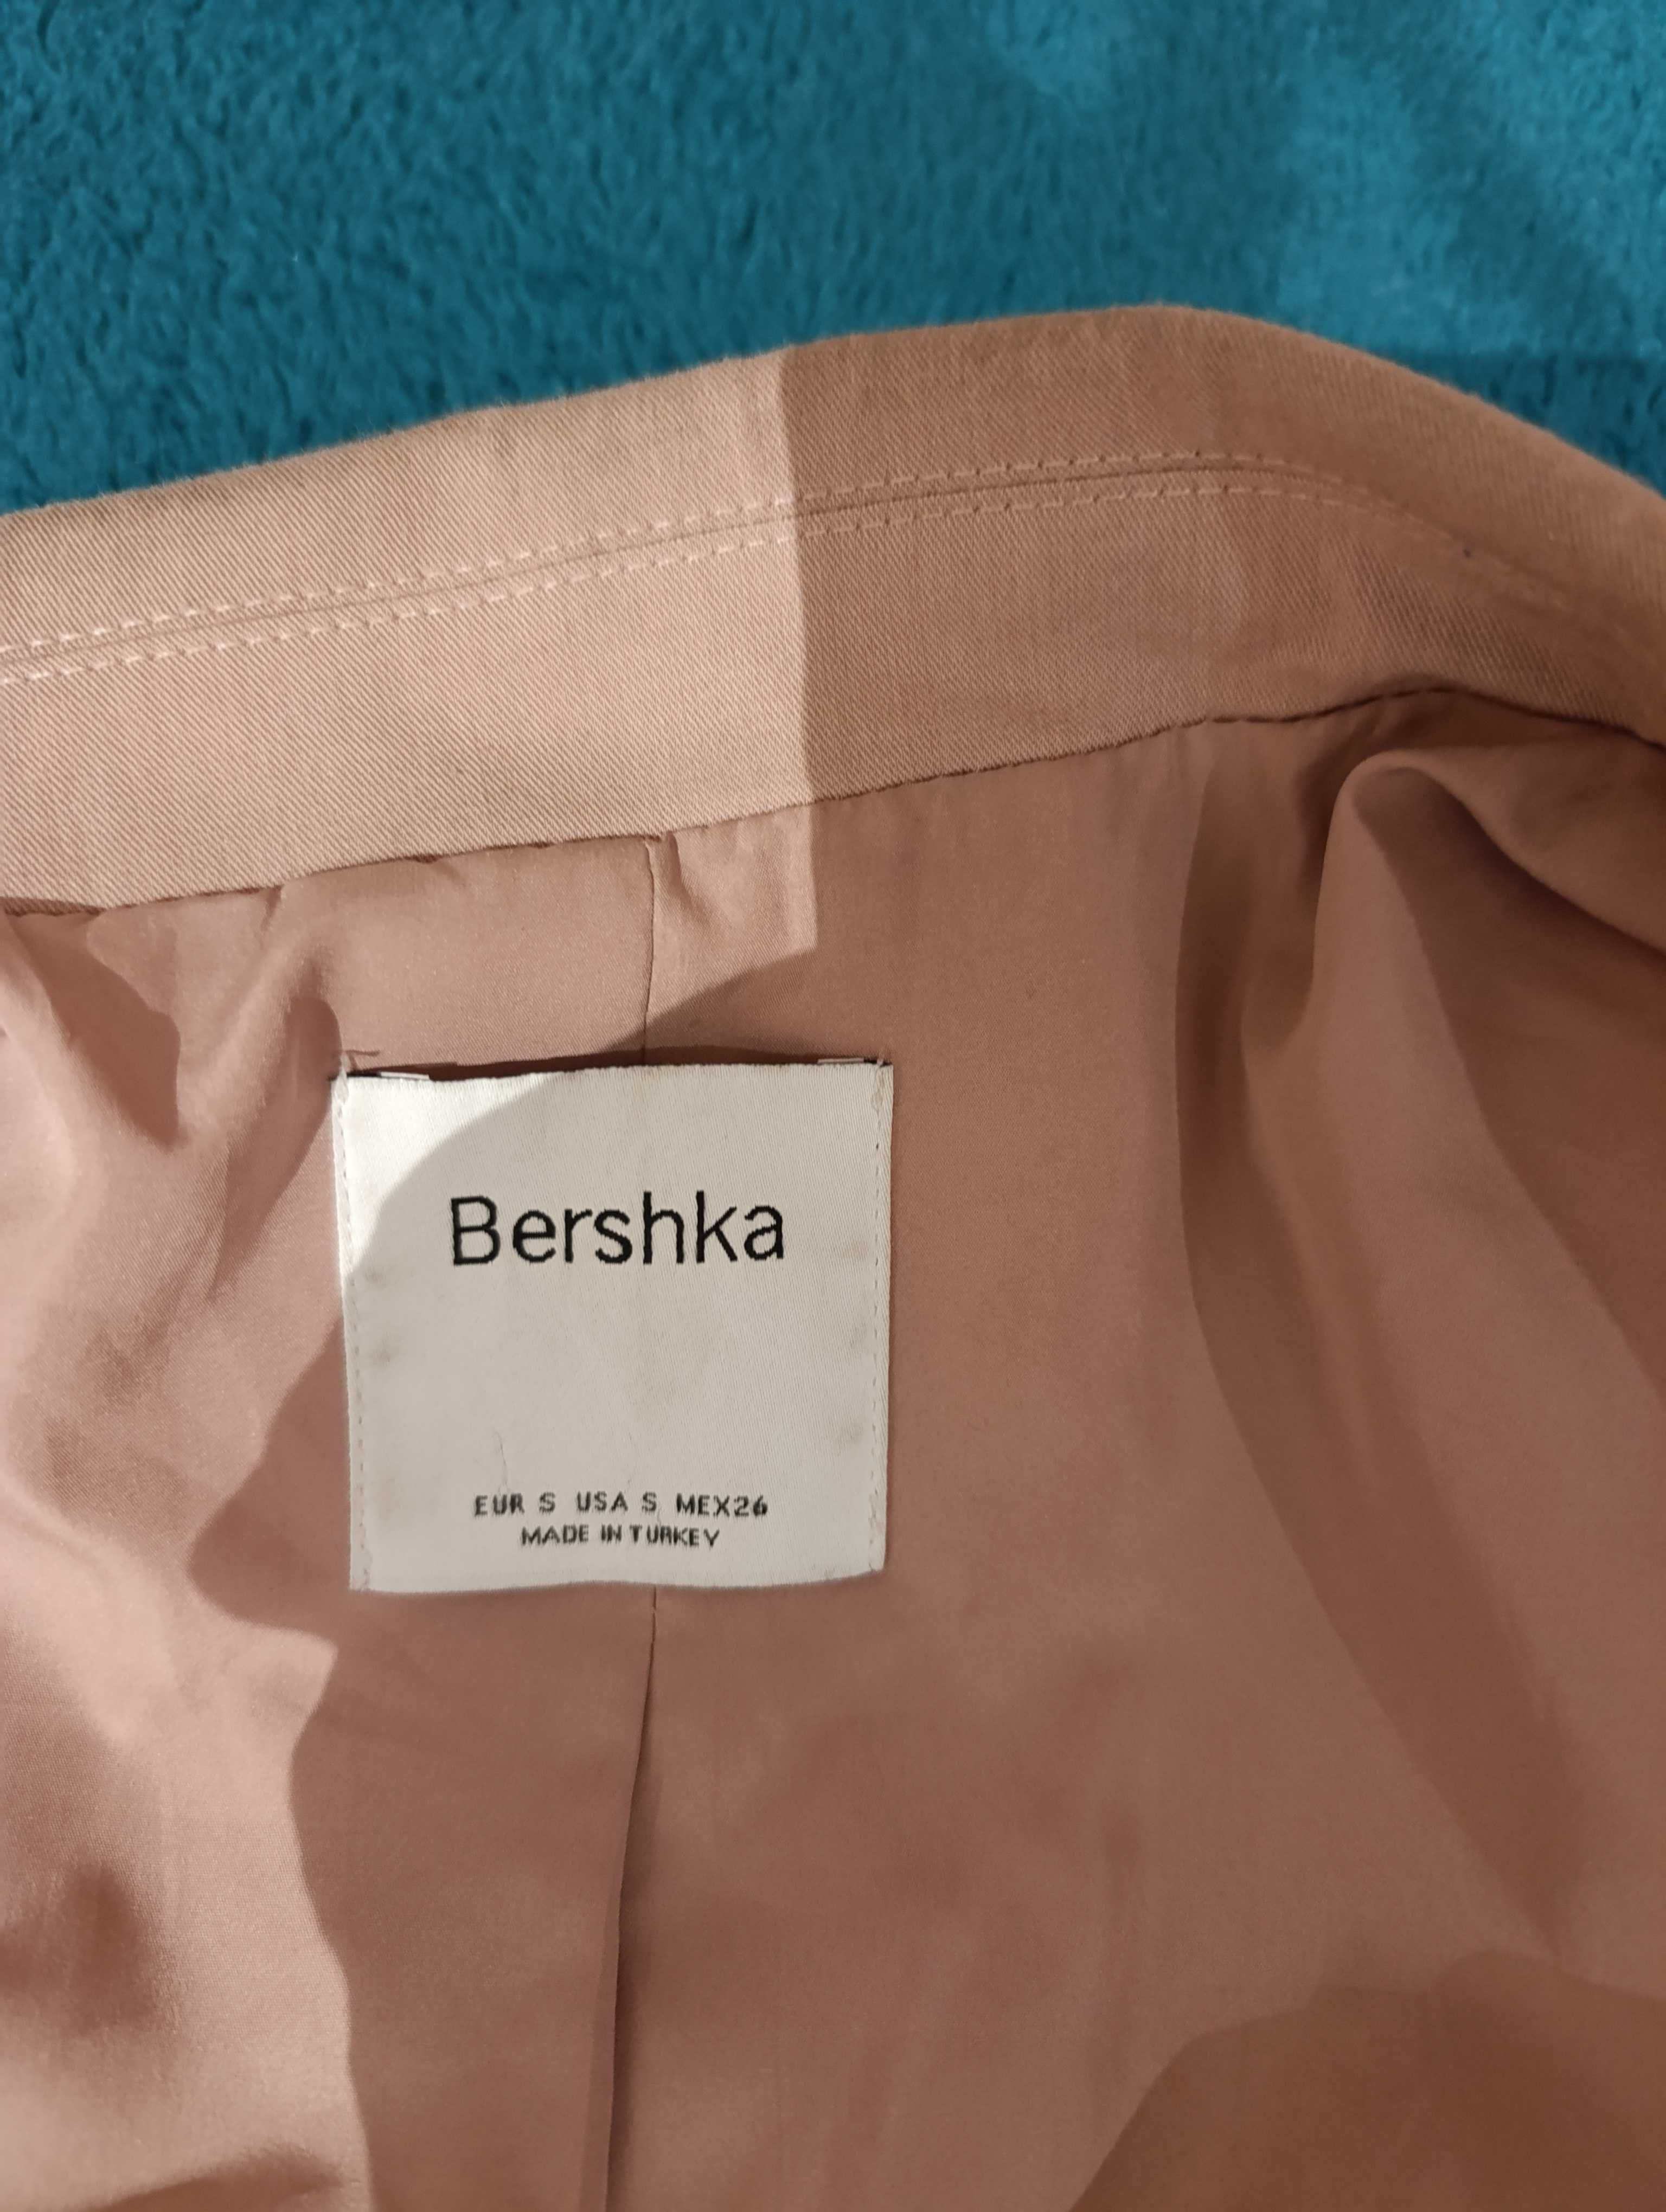 Bershka
EUR S USA S MEX26
MADE IN TURKEY